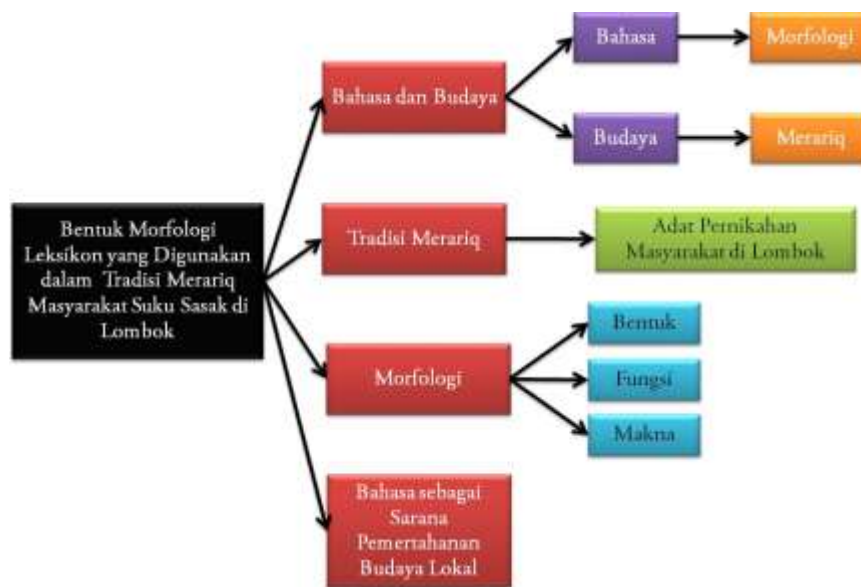 Bentuk Morfologi
Leksikon yang Digunakan
dalam Tradisi Merariq
Masyarakat Suku Sasak di
Lombok
Bahasa dan Budaya
Bahasa
Morfologi
Budaya
Merariq
Tradisi Merariq
Adat Pernikahan
Masyarakat di Lombok
Morfologi
Bentuk
Fungsi
Makna
Bahasa sebagai
Sarana
Pemertahanan
Budaya Lokal